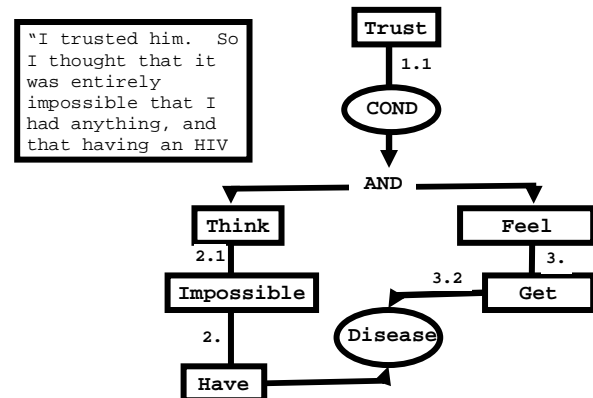 "I trusted him. So
I thought that it
was entirely
impossible that I
had anything, and
that having an HIV
Trust
1.1
COND
AND
Think
Feel
2.1
3.
Impossible
3.2
Get
2.
Disease
Have